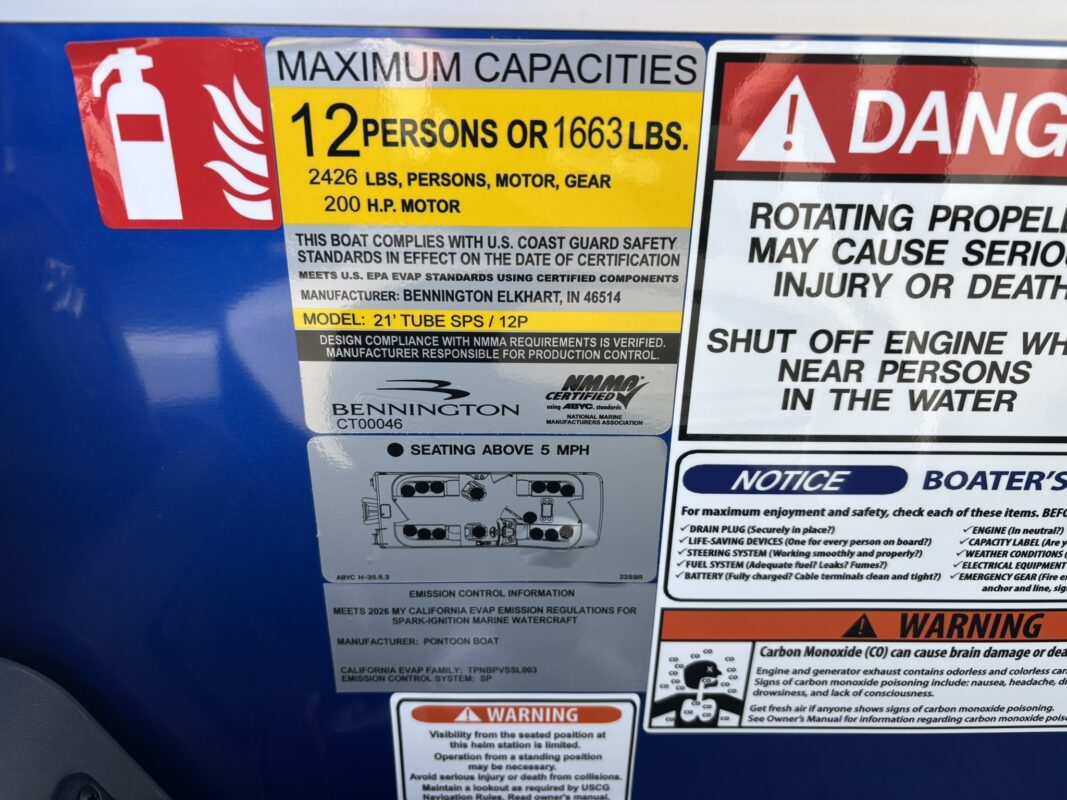 MAXIMUM CAPACITIES
12 PERSONS OR 1663 LBS.
2426 LBS, PERSONS, MOTOR, GEAR
200 H.P. MOTOR
THIS BOAT COMPLIES WITH U.S. COAST GUARD SAFETY
STANDARDS IN EFFECT ON THE DATE OF CERTIFICATION
MEETS U.S. EPA EVAP STANDARDS USING CERTIFIED COMPONENTS
MANUFACTURER: BENNINGTON ELKHART, IN 46514
MODEL: 21' TUBE SPS / 12P
DESIGN COMPLIANCE WITH NMMA REQUIREMENTS IS VERIFIED.
MANUFACTURER RESPONSIBLE FOR PRODUCTION CONTROL.
BENNINGTON
CT00046
NMMA
CERTIFIED
using ABYC. standards
NATIONAL MARINE
MANUFACTURERS ASSOCIATION
SEATING ABOVE 5 MPH
ABYC H-35.5.3
22SSR
EMISSION CONTROL INFORMATION
MEETS 2026 MY CALIFORNIA EVAP EMISSION REGULATIONS FOR
SPARK-IGNITION MARINE WATERCRAFT
MANUFACTURER: PONTOON BOAT
CALIFORNIA EVAP FAMILY: TPNBPVSSL003
EMISSION CONTROL SYSTEM: SP
WARNING
Visibility from the seated position at
this helm station is limited.
Operation from a standing position
may be necessary.
Avoid serious injury or death from collisions.
Maintain a lookout as required by USCG
Navigation Rules. Read owner's manual.
DANG
ROTATING PROPELL
MAY CAUSE SERIOU
INJURY OR DEATH
SHUT OFF ENGINE WH
NEAR PERSONS
IN THE WATER
NOTICE BOATER'S
For maximum enjoyment and safety, check each of these items. BEFO
✓DRAIN PLUG (Securely in place?)
✓LIFE-SAVING DEVICES (One for every person on board?)
✓STEERING SYSTEM (Working smoothly and properly?)
✓FUEL SYSTEM (Adequate fuel? Leaks? Fumes?)
✓BATTERY (Fully charged? Cable terminals clean and tight?)
✓ENGINE (In neutral?)
✓CAPACITY LABEL (Are y
✓WEATHER CONDITIONS (
✓ELECTRICAL EQUIPMENT
✓EMERGENCY GEAR (Fire e
anchor and line, sig
WARNING
Carbon Monoxide (CO) can cause brain damage or dea
Engine and generator exhaust contains odorless and colorless car
Signs of carbon monoxide poisoning include: nausea, headache, di
drowsiness, and lack of consciousness.
Get fresh air if anyone shows signs of carbon monoxide poisoning.
See Owner's Manual for information regarding carbon monoxide pois
CO CO CO CO CO CO CO CO CO CO